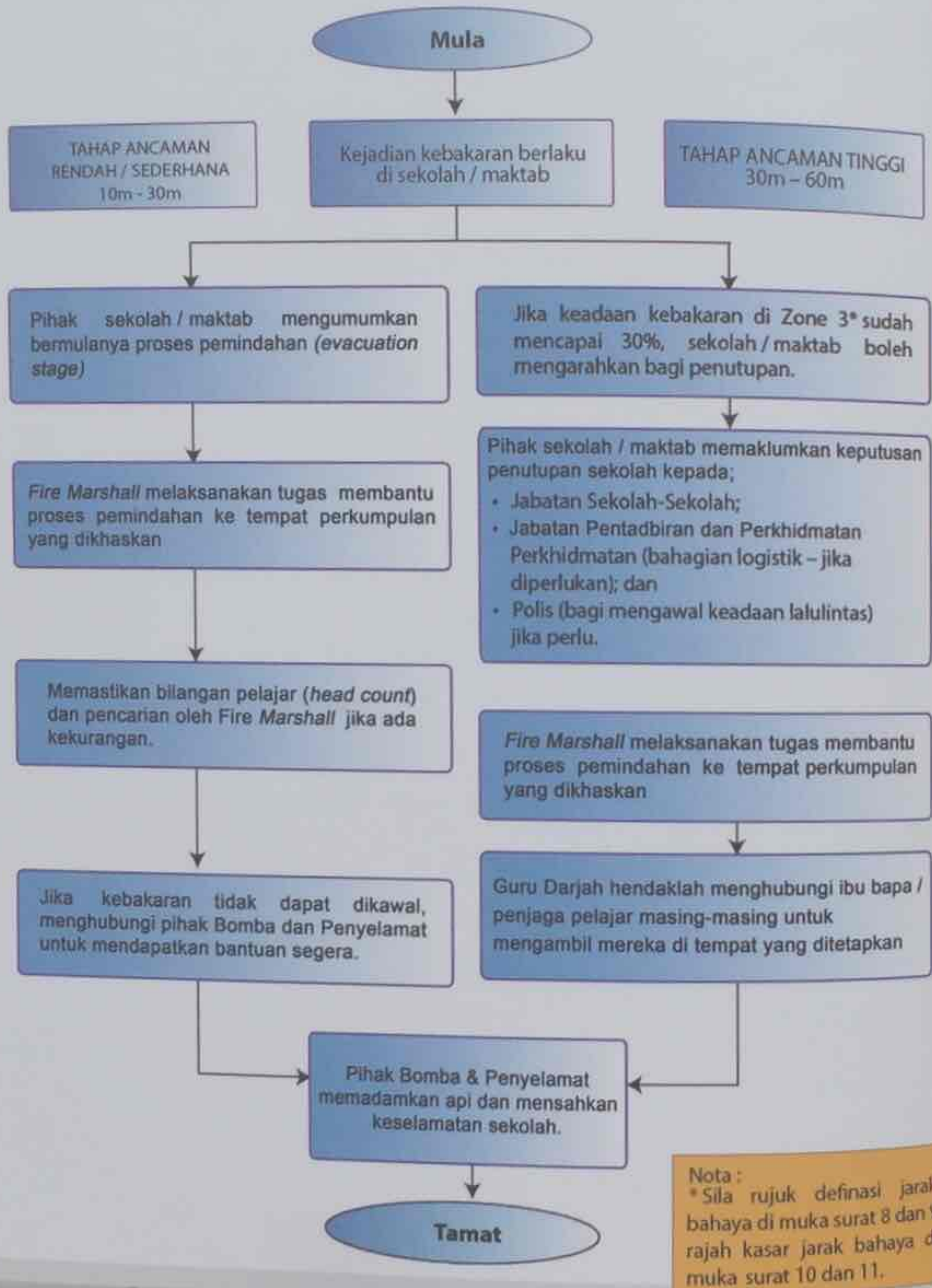 Mula
TAHAP ANCAMAN
RENDAH / SEDERHANA
10m - 30m
Kejadian kebakaran berlaku
di sekolah / maktab
TAHAP ANCAMAN TINGGI
30m – 60m
Pihak sekolah / maktab mengumumkan
bermulanya proses pemindahan (evacuation
stage)
Fire Marshall melaksanakan tugas membantu
proses pemindahan ke tempat perkumpulan
yang dikhaskan
Memastikan bilangan pelajar (head count)
dan pencarian oleh Fire Marshall jika ada
kekurangan.
Jika kebakaran tidak dapat dikawal,
menghubungi pihak Bomba dan Penyelamat
untuk mendapatkan bantuan segera.
Jika keadaan kebakaran di Zone 3* sudah
mencapai 30%, sekolah / maktab boleh
mengarahkan bagi penutupan.
Pihak sekolah / maktab memaklumkan keputusan
penutupan sekolah kepada;
• Jabatan Sekolah-Sekolah;
• Jabatan Pentadbiran dan Perkhidmatan
Perkhidmatan (bahagian logistik – jika
diperlukan); dan
• Polis (bagi mengawal keadaan lalulintas)
jika perlu.
Fire Marshall melaksanakan tugas membantu
proses pemindahan ke tempat perkumpulan
yang dikhaskan
Guru Darjah hendaklah menghubungi ibu bapa /
penjaga pelajar masing-masing untuk
mengambil mereka di tempat yang ditetapkan
Pihak Bomba & Penyelamat
memadamkan api dan mensahkan
keselamatan sekolah.
Tamat
Nota :
* Sila rujuk definasi jarak
bahaya di muka surat 8 dan
rajah kasar jarak bahaya
muka surat 10 dan 11.